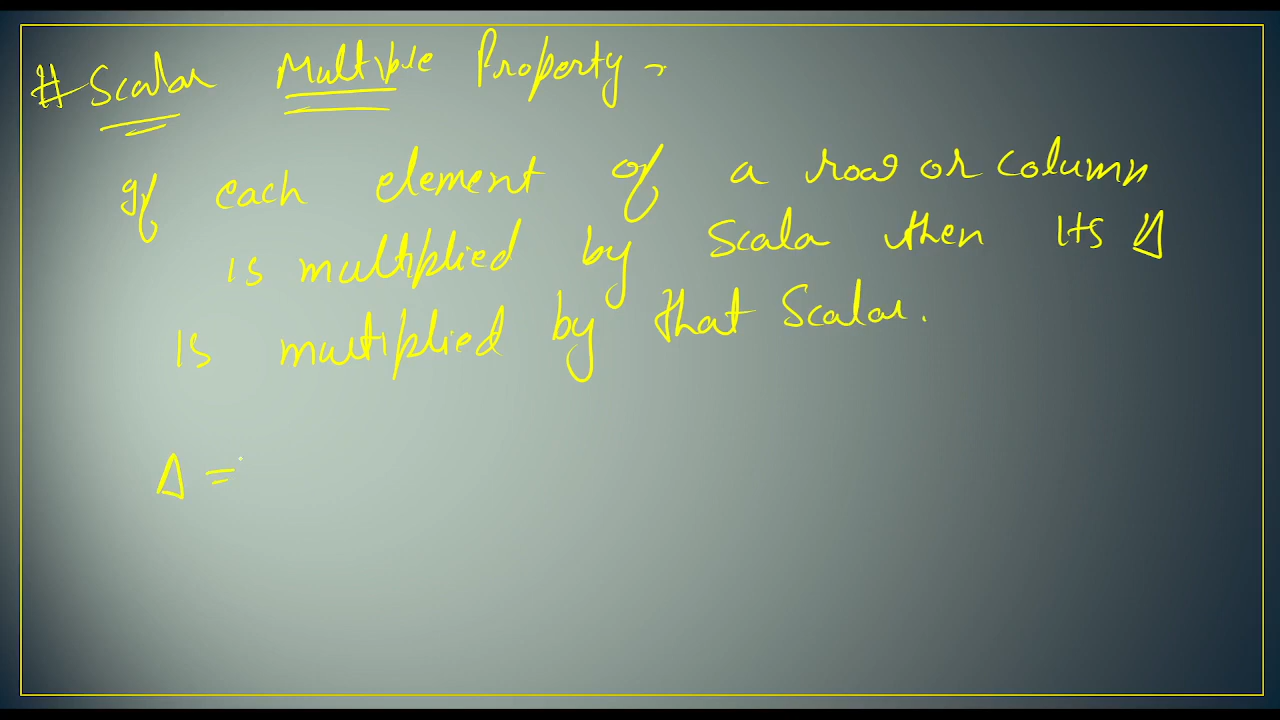 # Scalar Multiple Property -
If each element of a row or column
is multiplied by Scala then its Δ
is multiplied by that Scalar.
Δ =